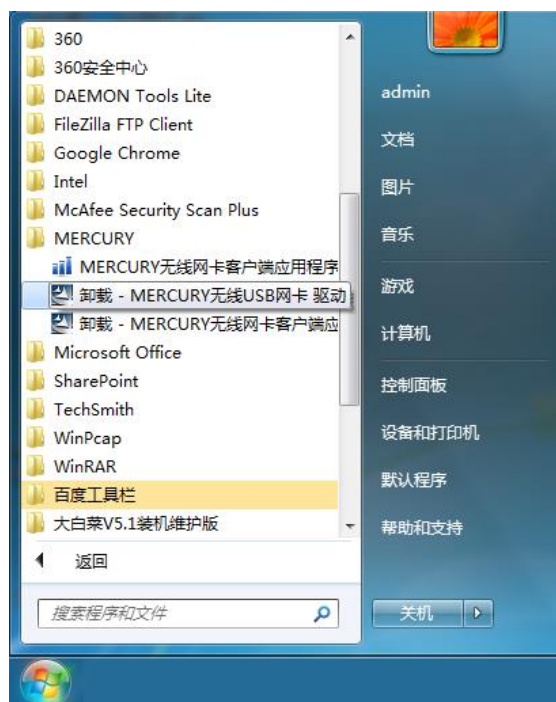 360
360安全中心
DAEMON Tools Lite
FileZilla FTP Client
Google Chrome
Intel
McAfee Security Scan Plus
MERCURY
MERCURY无线网卡客户端应用程序
卸载 - MERCURY无线USB网卡 驱动
卸载 - MERCURY无线网卡客户端应
Microsoft Office
SharePoint
TechSmith
WinPcap
WinRAR
百度工具栏
大白菜V5.1装机维护版
返回
搜索程序和文件
admin
文档
图片
音乐
游戏
计算机
控制面板
设备和打印机
默认程序
帮助和支持
关机